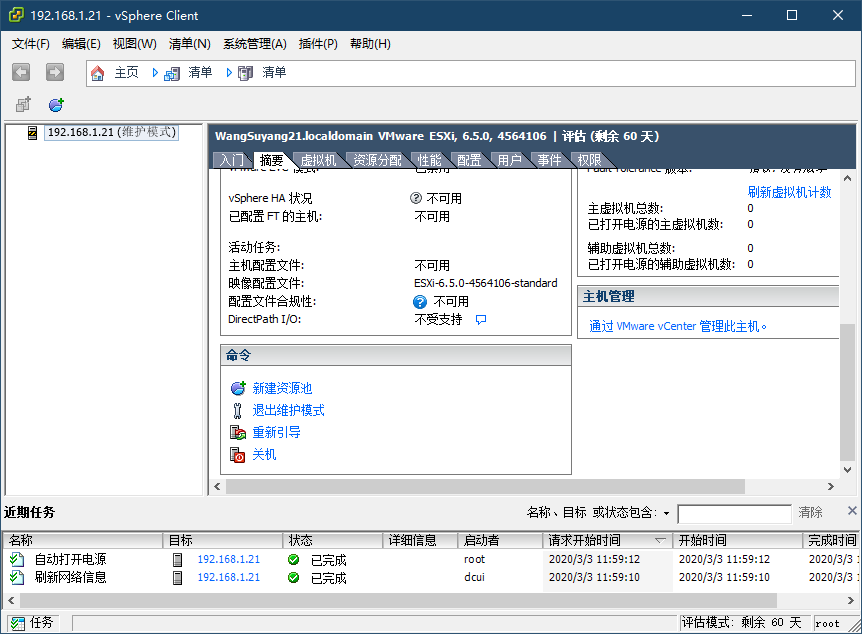 192.168.1.21 - vSphere Client
文件(F) 编辑(E) 视图(W) 清单(N) 系统管理(A) 插件(P) 帮助(H)
主页 清单 清单
192.168.1.21 (维护模式)
WangSuyang21.localdomain VMware ESXi, 6.5.0, 4564106 | 评估 (剩余 60 天)
入门 摘要 虚拟机 资源分配 性能 配置 用户 事件 权限
vSphere HA 状况 不可用
已配置 FT 的主机: 不可用
活动任务:
主机配置文件: 不可用
映像配置文件: ESXi-6.5.0-4564106-standard
配置文件合规性: 不可用
DirectPath I/O: 不受支持
命令
新建资源池
退出维护模式
重新引导
关机
Fault Tolerance 版本:
刷新虚拟机计数
主虚拟机总数: 0
已打开电源的主虚拟机数: 0
辅助虚拟机总数: 0
已打开电源的辅助虚拟机数: 0
主机管理
通过 VMware vCenter 管理此主机。
近期任务 名称、目标 或状态包含: 清除
名称 目标 状态 详细信息 启动者 请求开始时间 开始时间 完成时间
自动打开电源 192.168.1.21 已完成 root 2020/3/3 11:59:12 2020/3/3 11:59:12 2020/3/3
刷新网络信息 192.168.1.21 已完成 dcui 2020/3/3 11:59:10 2020/3/3 11:59:10 2020/3/3
任务 评估模式: 剩余 60 天 root